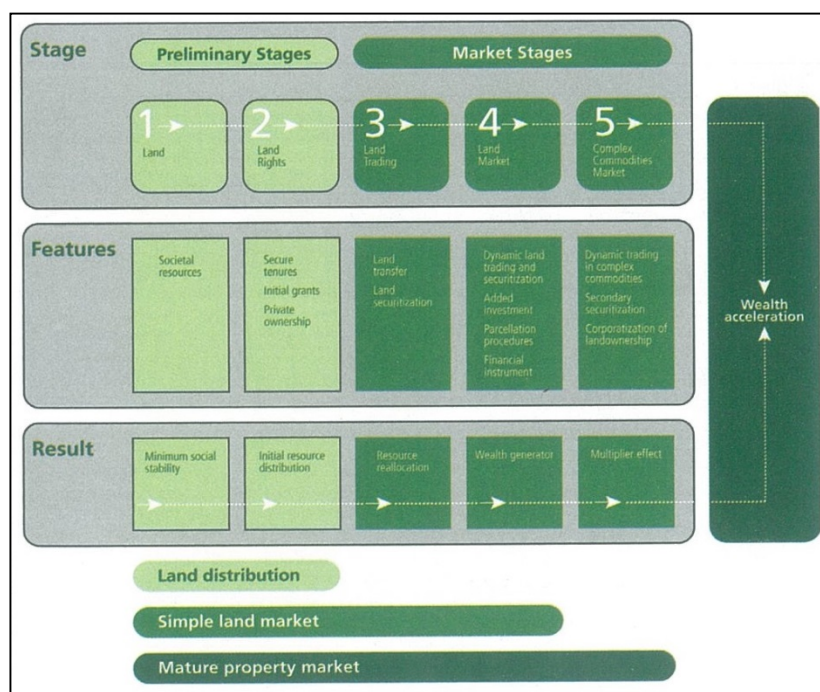 Stage
Preliminary Stages
Market Stages
1
Land
2
Land
Rights
3
Land
Trading
4
Land
Market
5
Complex
Commodities
Market
Features
Societal
resources
Secure
tenures
Initial grants
Private
ownership
Land
transfer
Land
securitization
Dynamic land
trading and
securitization
Added
investment
Parcellation
procedures
Financial
instrument
Dynamic trading
in complex
commodities
Secondary
securitization
Corporatization of
landownership
Wealth
acceleration
Result
Minimum social
stability
Initial resource
distribution
Resource
reallocation
Wealth generator
Multiplier effect
Land distribution
Simple land market
Mature property market